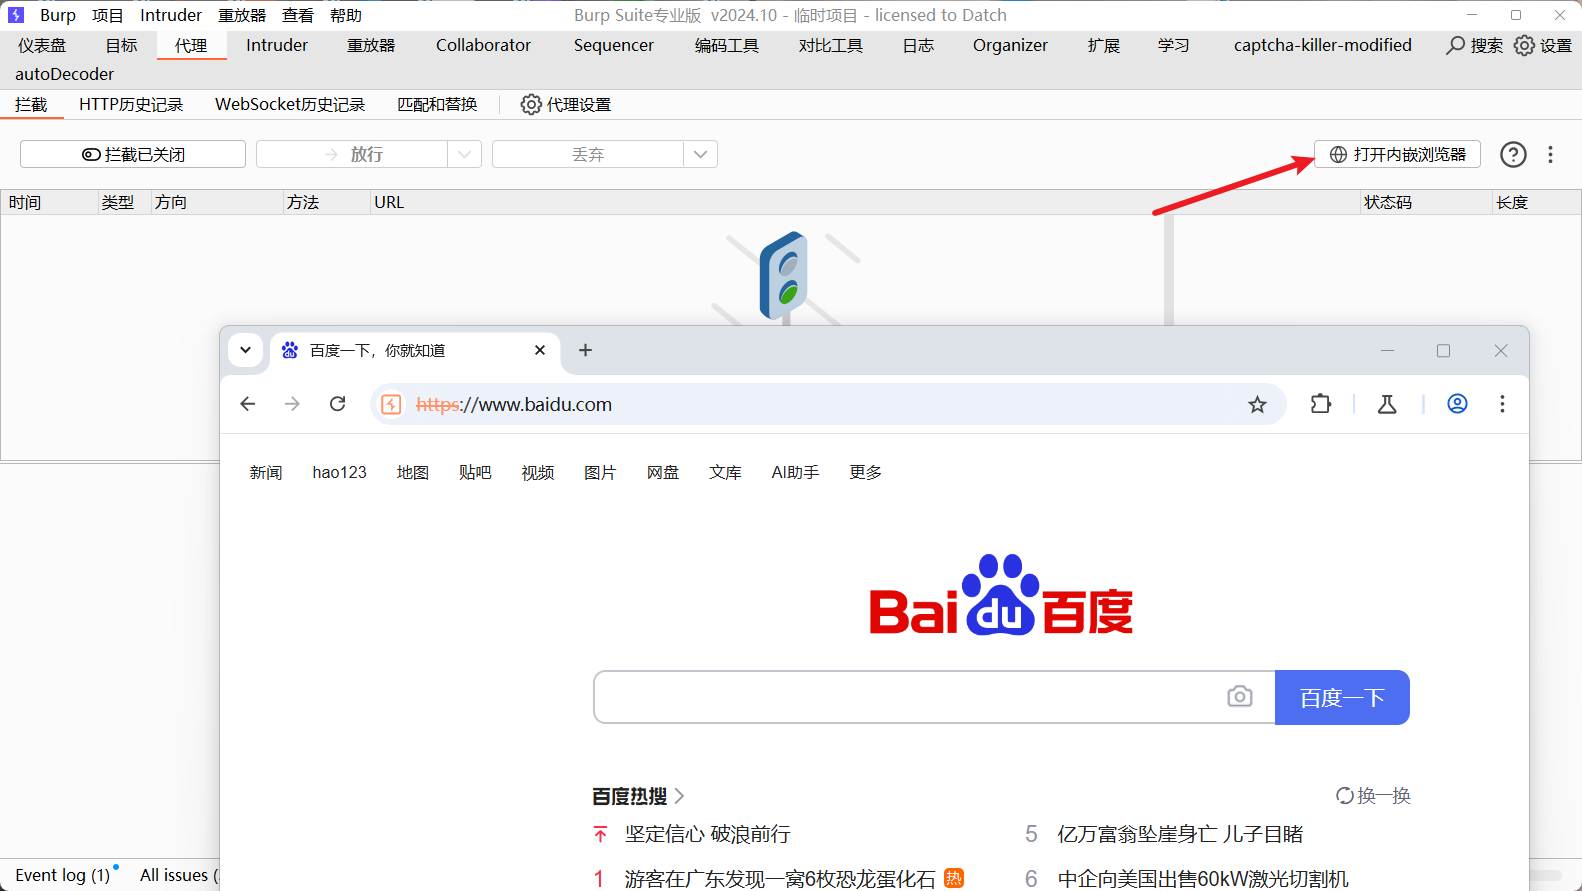 Burp 项目 Intruder 重放器 查看 帮助 Burp Suite专业版 v2024.10 - 临时项目 - licensed to Datch
仪表盘 目标 代理 Intruder 重放器 Collaborator Sequencer 编码工具 对比工具 日志 Organizer 扩展 学习 captcha-killer-modified 搜索 设置
autoDecoder
拦截 HTTP历史记录 WebSocket历史记录 匹配和替换 代理设置
拦截已关闭 放行 丢弃 打开内嵌浏览器
时间 类型 方向 方法 URL 状态码 长度
百度一下，你就知道
https://www.baidu.com
新闻 hao123 地图 贴吧 视频 图片 网盘 文库 AI助手 更多
Bai du 百度
百度一下
百度热搜 换一换
坚定信心 破浪前行 5 亿万富翁坠崖身亡 儿子目睹
1 游客在广东发现一窝6枚恐龙蛋化石 热 6 中企向美国出售60kW激光切割机
Event log (1) All issues (